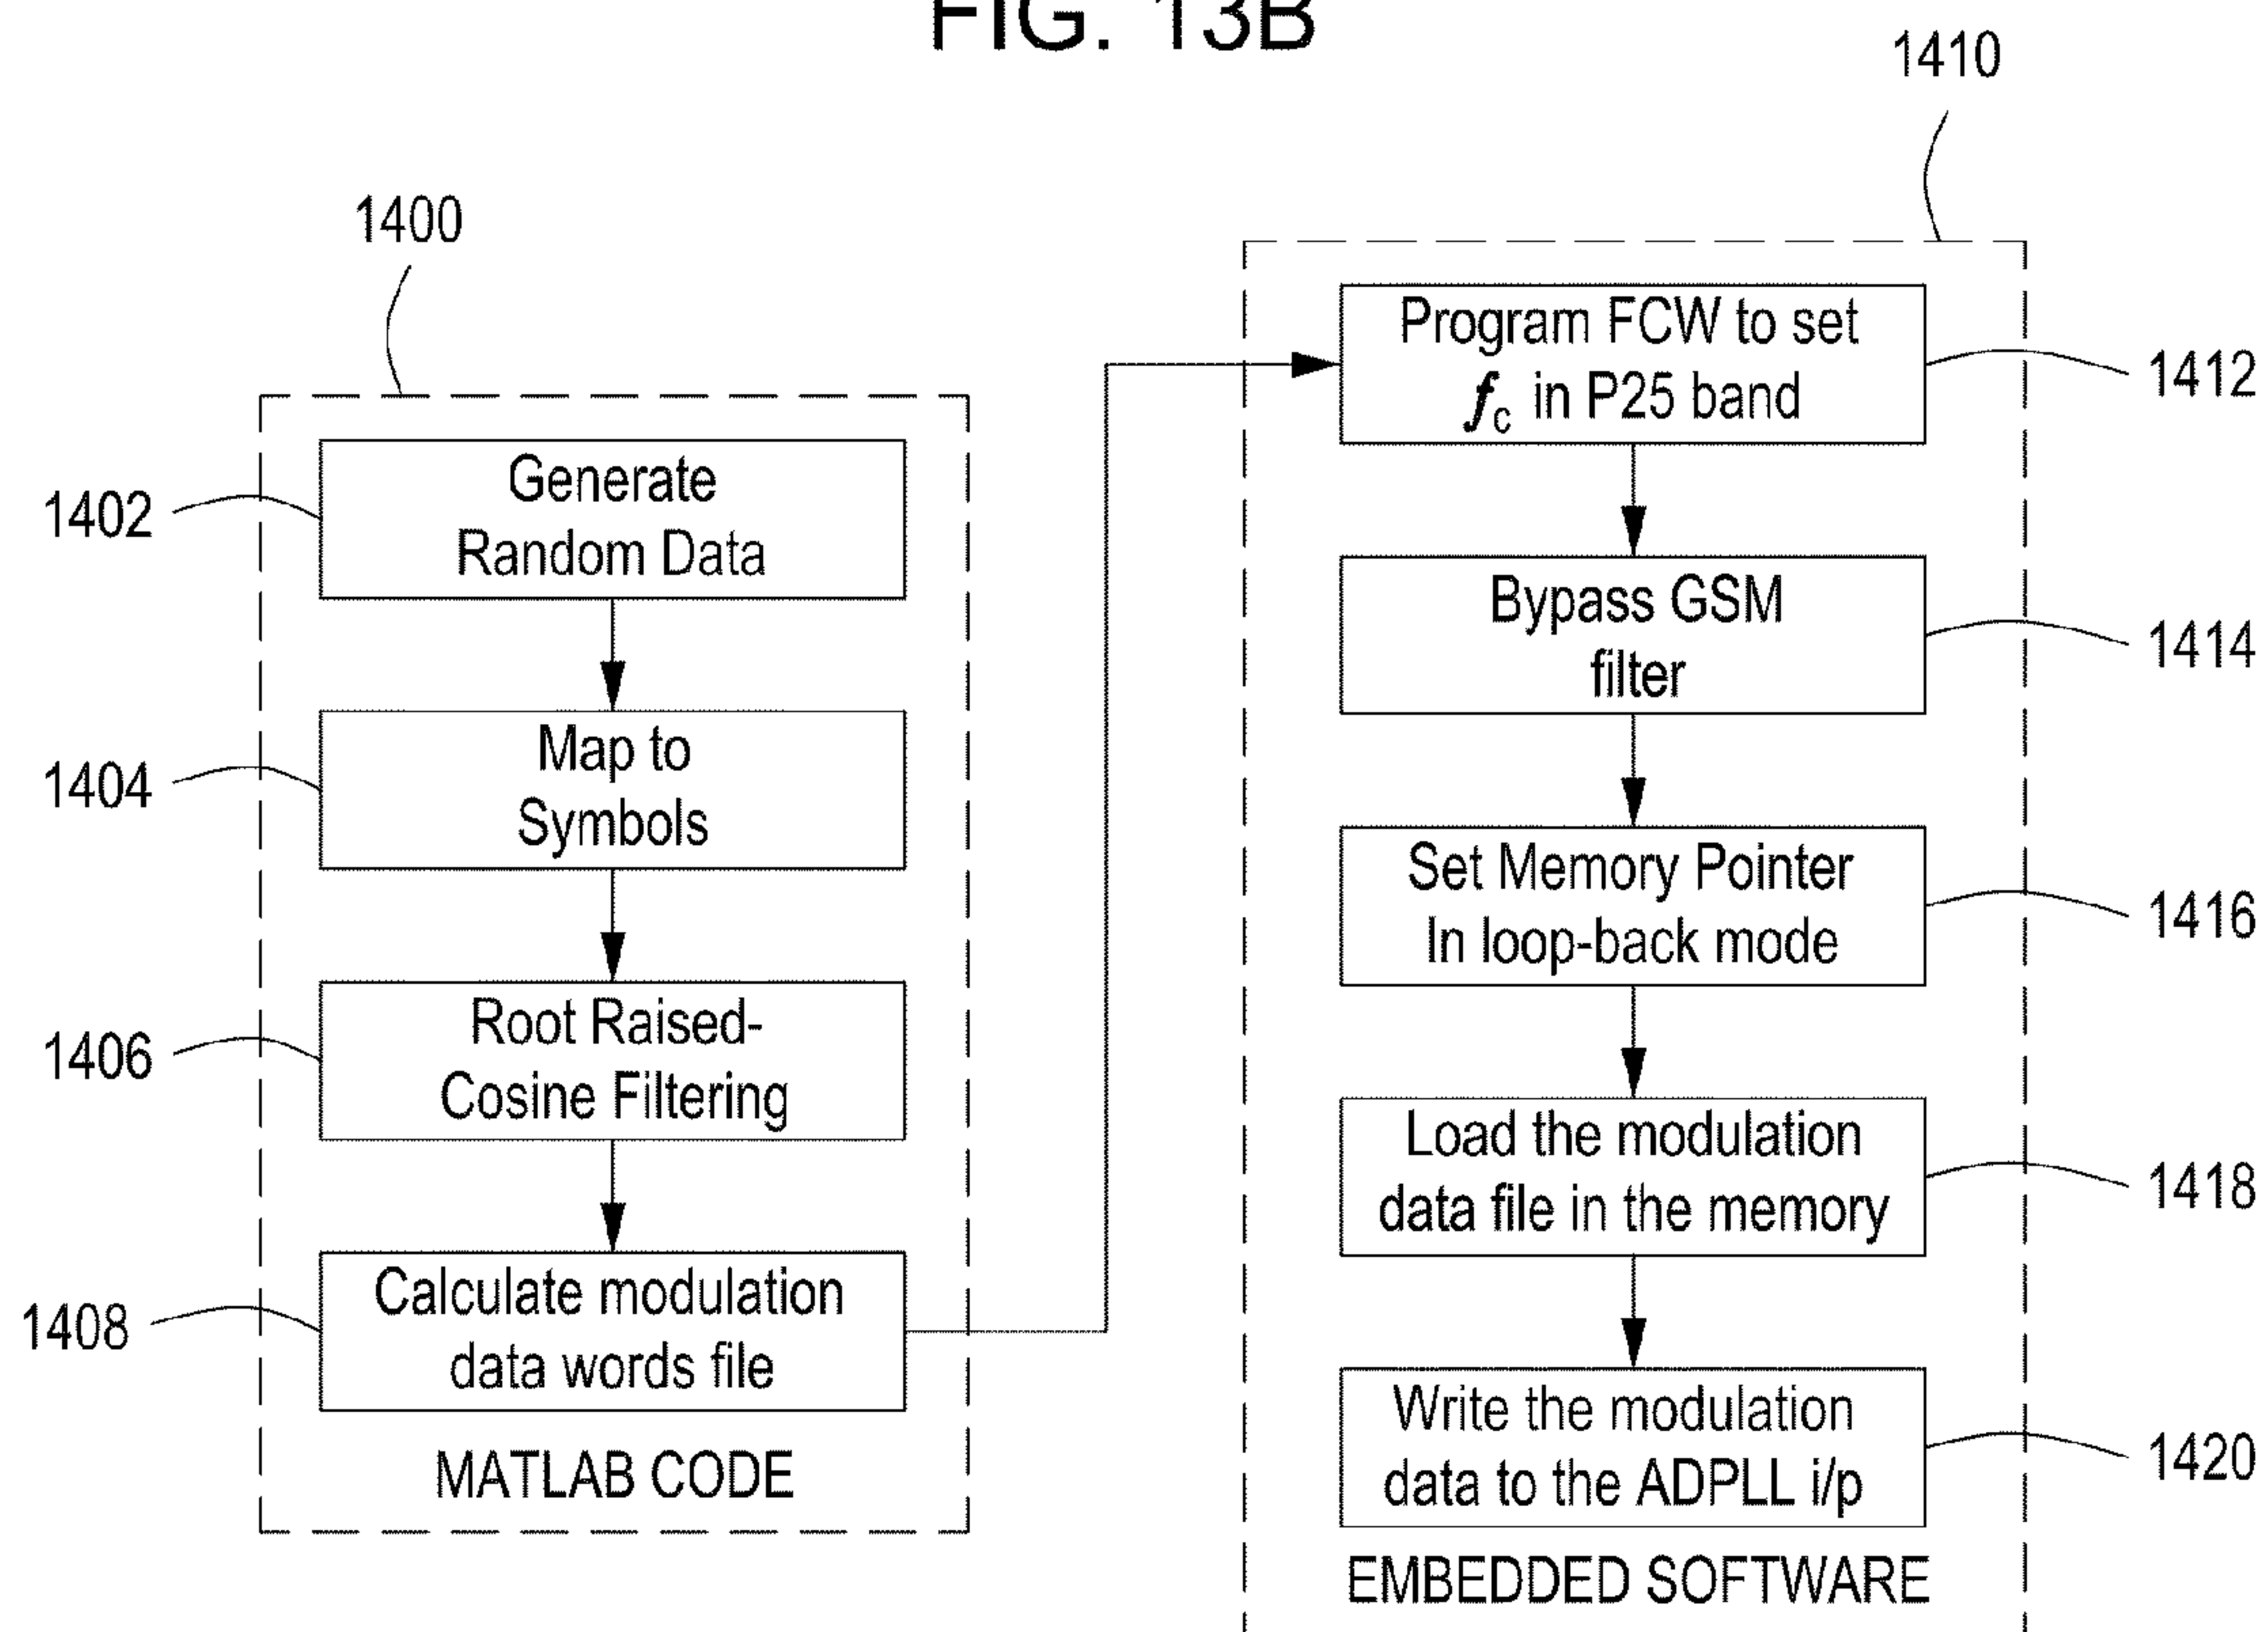 FIG. 13B
1400
1402
Generate
Random Data
1404
Map to
Symbols
1406
Root Raised-
Cosine Filtering
1408
Calculate modulation
data words file
MATLAB CODE
1410
Program FCW to set
fc in P25 band
1412
Bypass GSM
filter
1414
Set Memory Pointer
In loop-back mode
1416
Load the modulation
data file in the memory
1418
Write the modulation
data to the ADPLL i/p
1420
EMBEDDED SOFTWARE